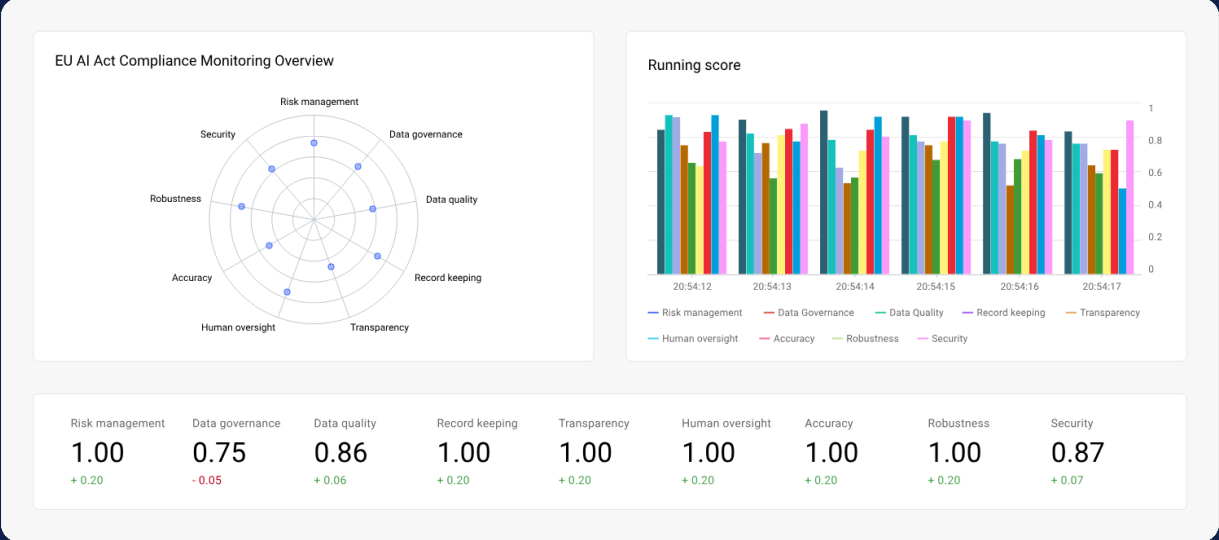 EU AI Act Compliance Monitoring Overview
Risk management
Security
Data governance
Robustness
Data quality
Accuracy
Record keeping
Human oversight
Transparency
Running score
1
0.8
0.6
0.4
0.2
0
20:54:12 20:54:13 20:54:14 20:54:15 20:54:16 20:54:17
Risk management Data Governance Data Quality Record keeping Transparency
Human oversight Accuracy Robustness Security
Risk management Data governance Data quality Record keeping Transparency Human oversight Accuracy Robustness Security
1.00 0.75 0.86 1.00 1.00 1.00 1.00 1.00 0.87
+ 0.20 - 0.05 + 0.06 + 0.20 + 0.20 + 0.20 + 0.20 + 0.20 + 0.07